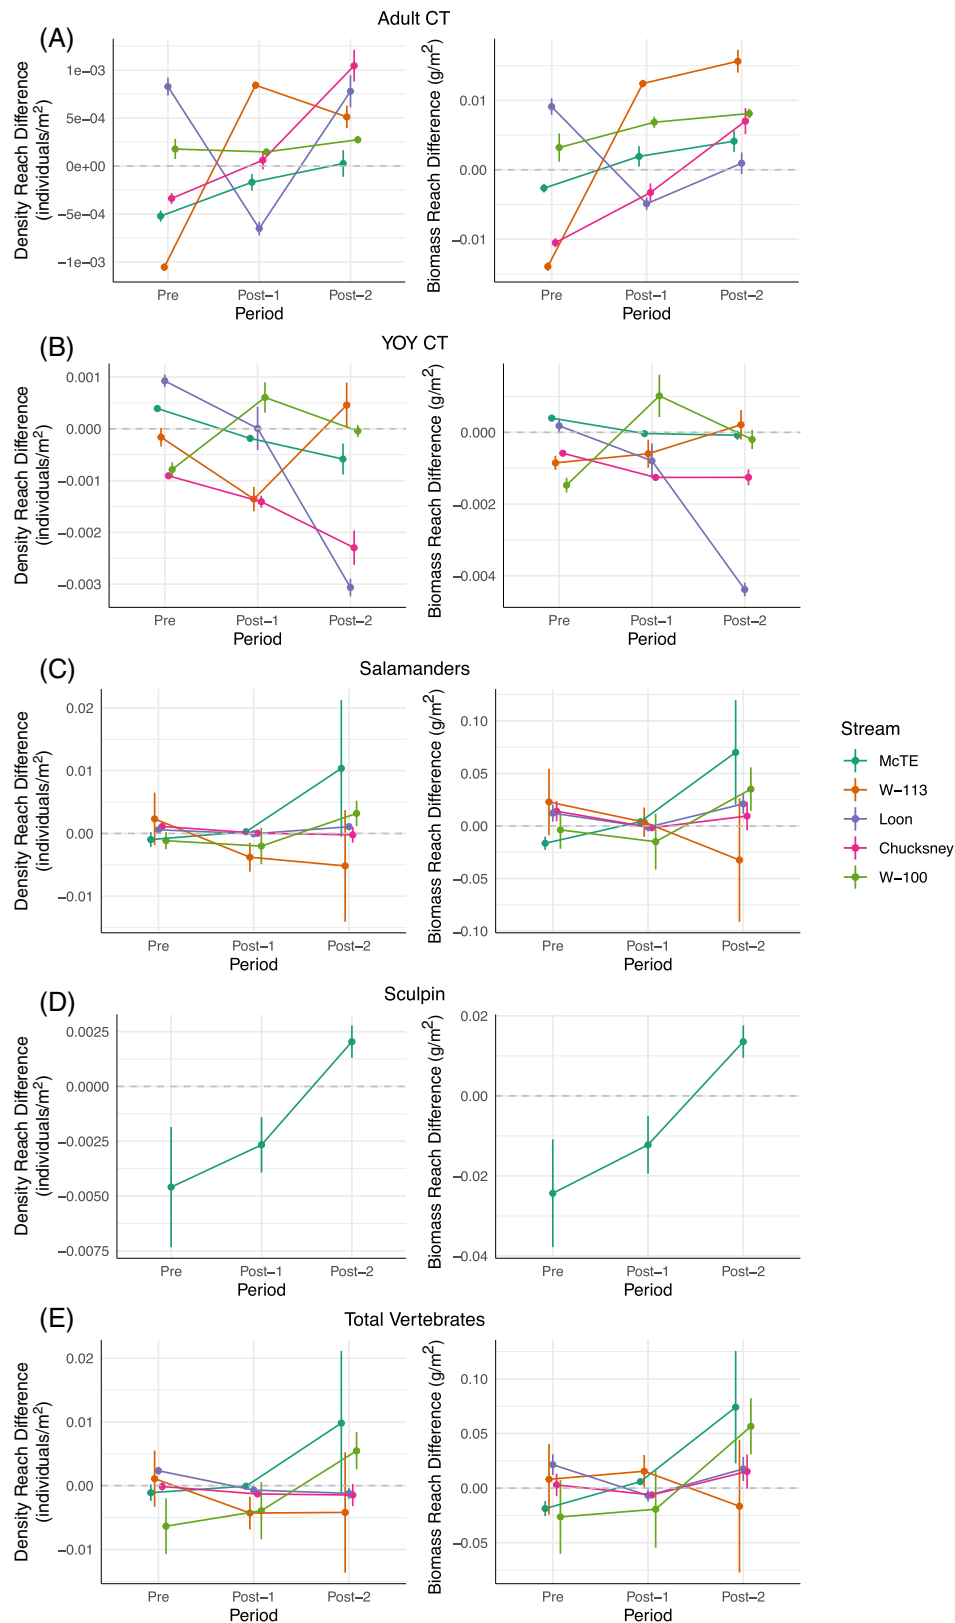 Adult CT
(A)
Density Reach Difference
(individuals/m²)
1e−03
5e−04
0e+00
−5e−04
−1e−03
Pre
Post−1
Post−2
Period
Biomass Reach Difference (g/m²)
0.01
0.00
−0.01
Pre
Post−1
Post−2
Period
(B)
YOY CT
Density Reach Difference
(individuals/m²)
0.001
0.000
−0.001
−0.002
−0.003
Pre
Post−1
Post−2
Period
Biomass Reach Difference (g/m²)
0.000
−0.002
−0.004
Pre
Post−1
Post−2
Period
(C)
Salamanders
Density Reach Difference
(individuals/m²)
0.02
0.01
0.00
−0.01
Pre
Post−1
Post−2
Period
Biomass Reach Difference (g/m²)
0.10
0.05
0.00
−0.05
−0.10
Pre
Post−1
Post−2
Period
Stream
McTE
W−113
Loon
Chucksney
W−100
(D)
Sculpin
Density Reach Difference
(individuals/m²)
0.0025
0.0000
−0.0025
−0.0050
−0.0075
Pre
Post−1
Post−2
Period
Biomass Reach Difference (g/m²)
0.02
0.00
−0.02
−0.04
Pre
Post−1
Post−2
Period
(E)
Total Vertebrates
Density Reach Difference
(individuals/m²)
0.02
0.01
0.00
−0.01
Pre
Post−1
Post−2
Period
Biomass Reach Difference (g/m²)
0.10
0.05
0.00
−0.05
Pre
Post−1
Post−2
Period